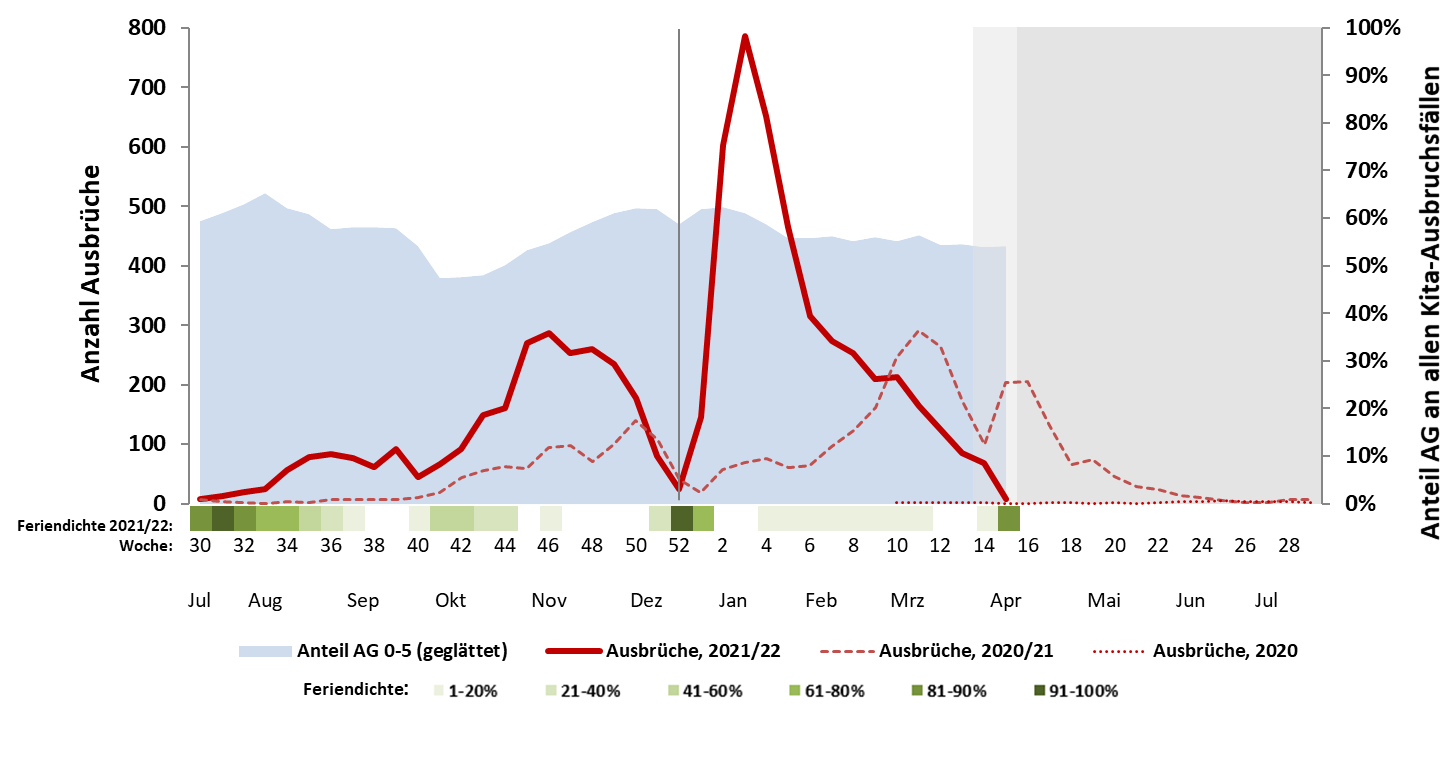 800
700
600
500
400
300
200
100
0
Anzahl Ausbrüche
100%
90%
80%
70%
60%
50%
40%
30%
20%
10%
0%
Anteil AG an allen Kita-Ausbruchsfällen
Feriendichte 2021/22:
Woche: 30 32 34 36 38 40 42 44 46 48 50 52 2 4 6 8 10 12 14 16 18 20 22 24 26 28
Jul Aug Sep Okt Nov Dez Jan Feb Mrz Apr Mai Jun Jul
Anteil AG 0-5 (geglättet) Ausbrüche, 2021/22 Ausbrüche, 2020/21 Ausbrüche, 2020
Feriendichte: 1-20% 21-40% 41-60% 61-80% 81-90% 91-100%